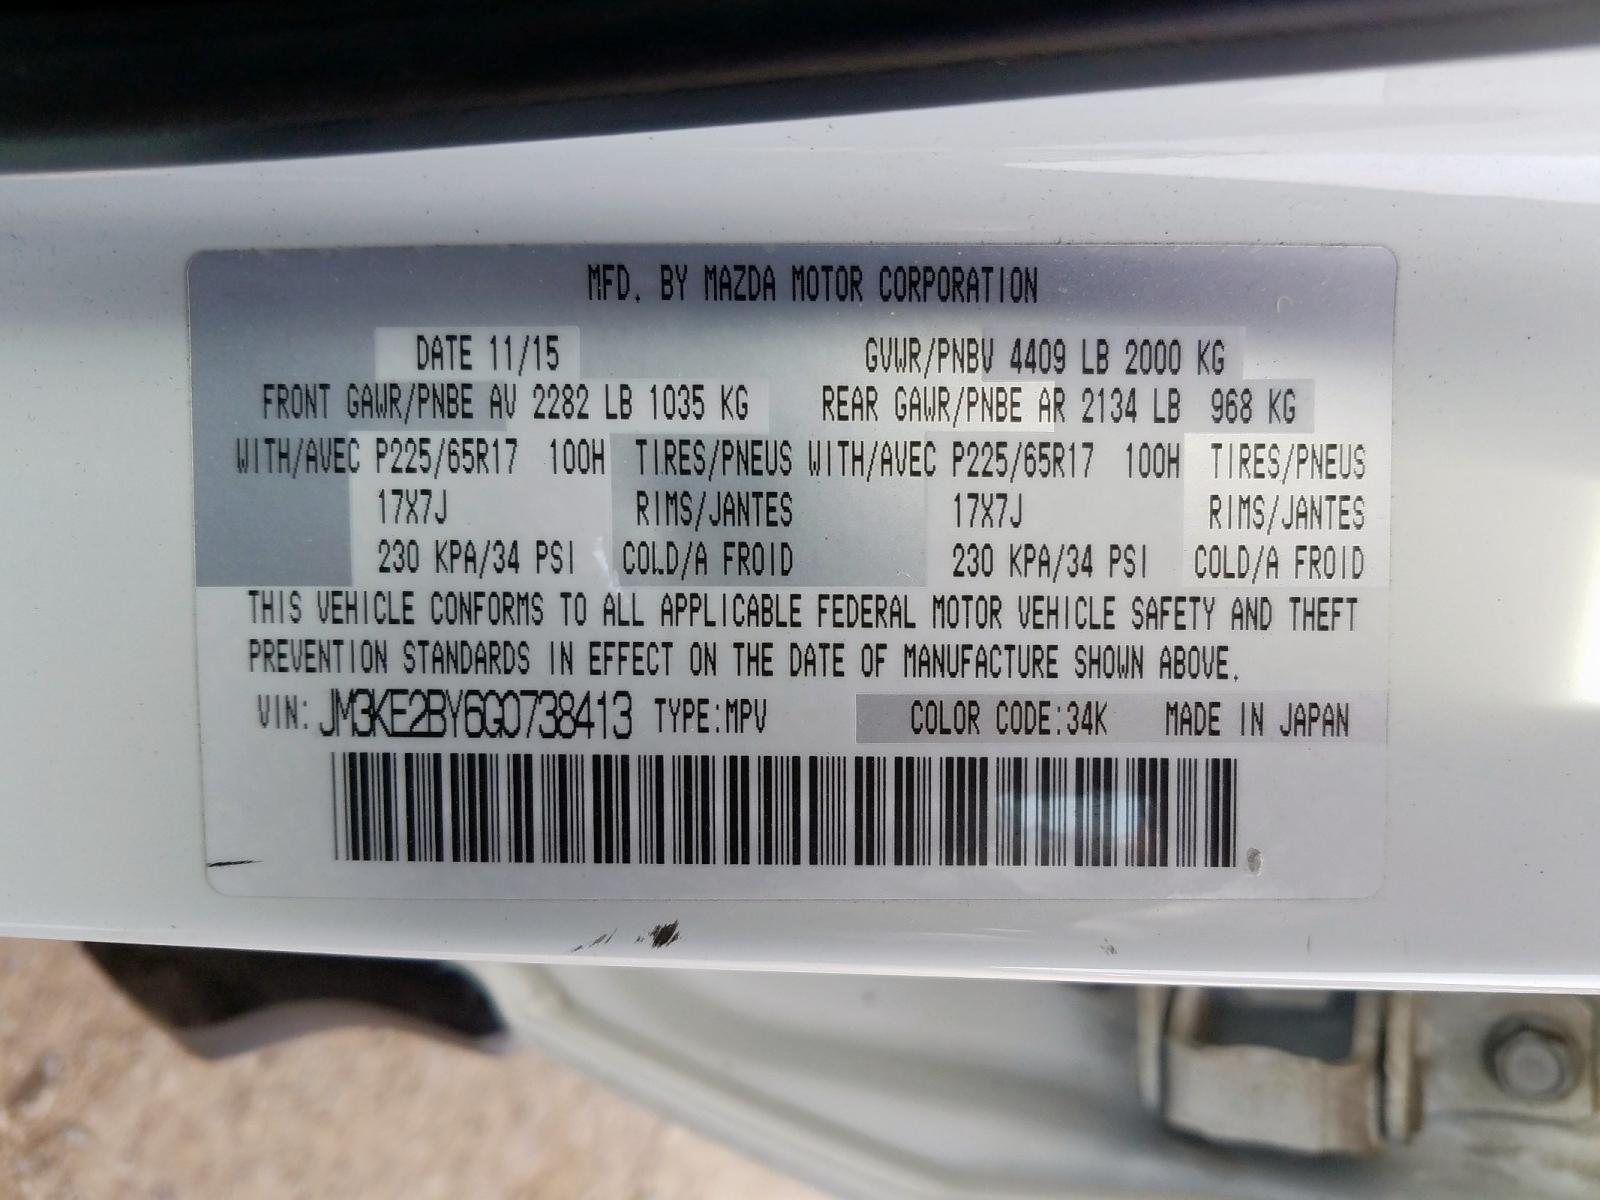 MFD. BY MAZDA MOTOR CORPORATION
DATE 11/15 GVWR/PNBV 4409 LB 2000 KG
FRONT GAWR/PNBE AV 2282 LB 1035 KG REAR GAWR/PNBE AR 2134 LB 968 KG
WITH/AVEC P225/65R17 100H TIRES/PNEUS WITH/AVEC P225/65R17 100H TIRES/PNEUS
17X7J RIMS/JANTES 17X7J RIMS/JANTES
230 KPA/34 PSI COLD/A FROID 230 KPA/34 PSI COLD/A FROID
THIS VEHICLE CONFORMS TO ALL APPLICABLE FEDERAL MOTOR VEHICLE SAFETY AND THEFT
PREVENTION STANDARDS IN EFFECT ON THE DATE OF MANUFACTURE SHOWN ABOVE.
VIN: JM3KE2BY6G0738413 TYPE:MPV COLOR CODE:34K MADE IN JAPAN